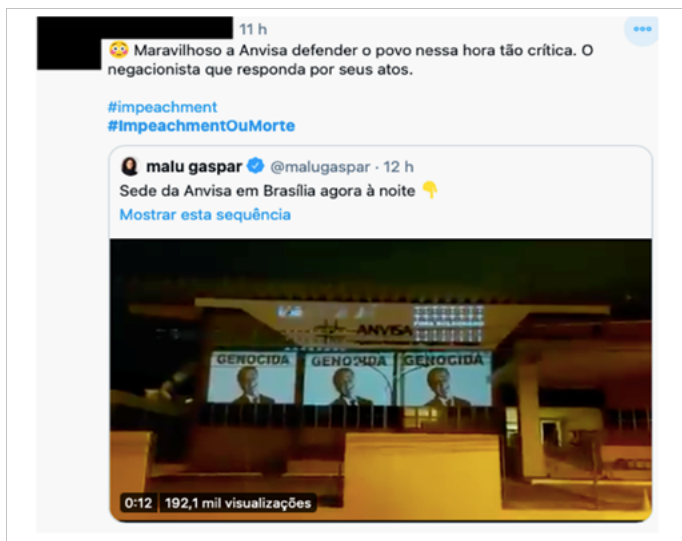 11 h
😳 Maravilhoso a Anvisa defender o povo nessa hora tão crítica. O
negacionista que responda por seus atos.
#impeachment
#ImpeachmentOuMorte
malu gaspar @malugaspar · 12 h
Sede da Anvisa em Brasília agora à noite 👇
Mostrar esta sequência
ANVISA
GENOCIDA GENOCIDA GENOCIDA
0:12 192,1 mil visualizações